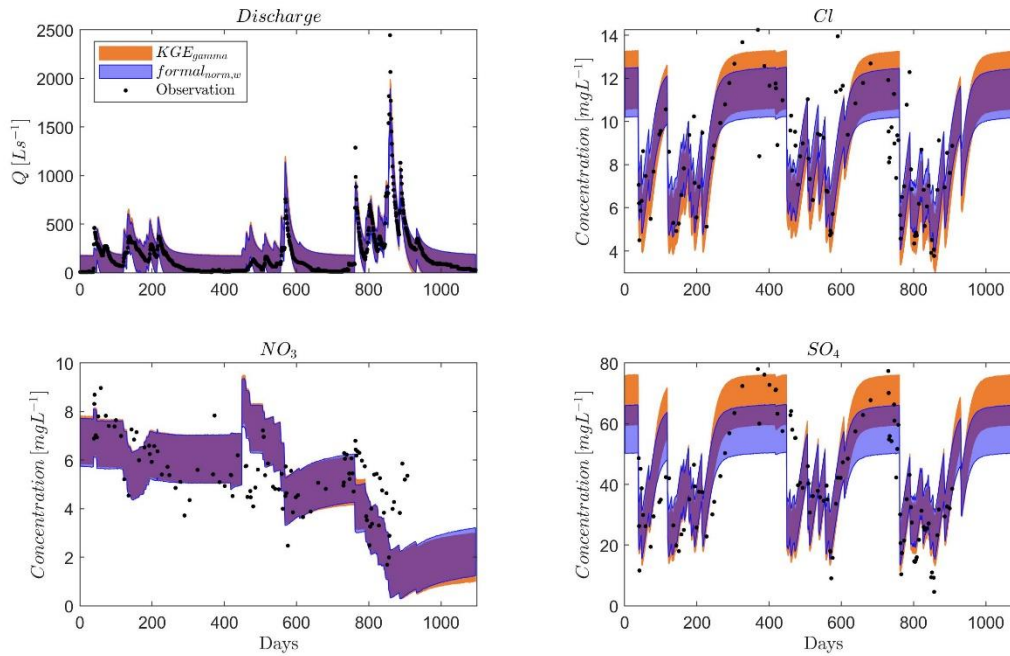 Discharge
Q [Ls⁻¹]
2500
2000
1500
1000
500
0
KGE_gamma
formal_norm,w
Observation
0 200 400 600 800 1000
Cl
Concentration [mgL⁻¹]
14
12
10
8
6
4
0 200 400 600 800 1000
NO₃
Concentration [mgL⁻¹]
10
8
6
4
2
0
0 200 400 600 800 1000
Days
SO₄
Concentration [mgL⁻¹]
80
60
40
20
0
0 200 400 600 800 1000
Days